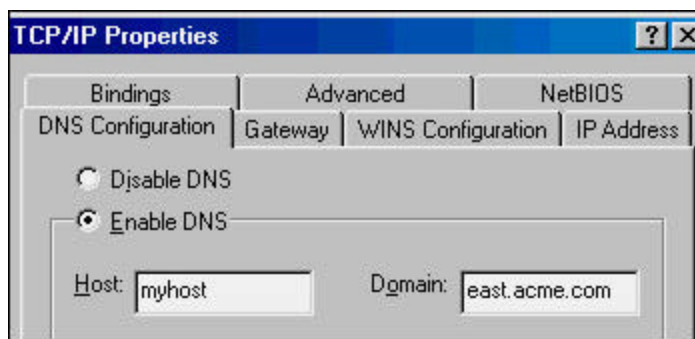 TCP/IP Properties
? X
Bindings Advanced NetBIOS
DNS Configuration Gateway WINS Configuration IP Address
Disable DNS
Enable DNS
Host: myhost Domain: east.acme.com